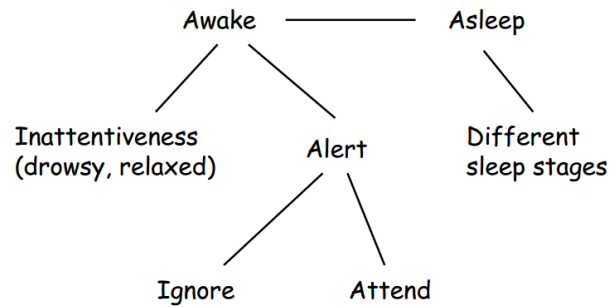 Awake
Asleep
Inattentiveness
(drowsy, relaxed)
Alert
Different
sleep stages
Ignore
Attend